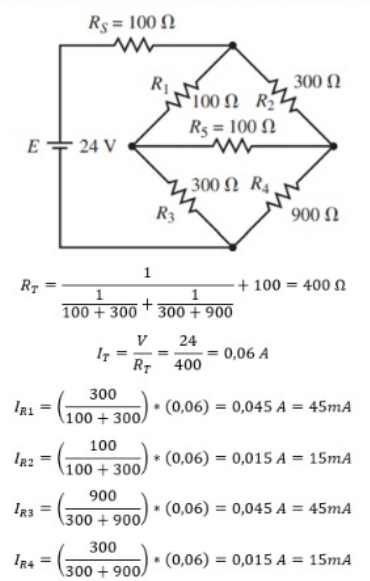 R_S = 100 Ω
R_1
100 Ω
R_2
300 Ω
R_5 = 100 Ω
E
24 V
300 Ω
R_3
R_4
900 Ω
R_T = 1 / (1/(100 + 300) + 1/(300 + 900)) + 100 = 400 Ω
I_T = V/R_T = 24/400 = 0,06 A
I_R1 = (300/(100 + 300)) * (0,06) = 0,045 A = 45mA
I_R2 = (100/(100 + 300)) * (0,06) = 0,015 A = 15mA
I_R3 = (900/(300 + 900)) * (0,06) = 0,045 A = 45mA
I_R4 = (300/(300 + 900)) * (0,06) = 0,015 A = 15mA